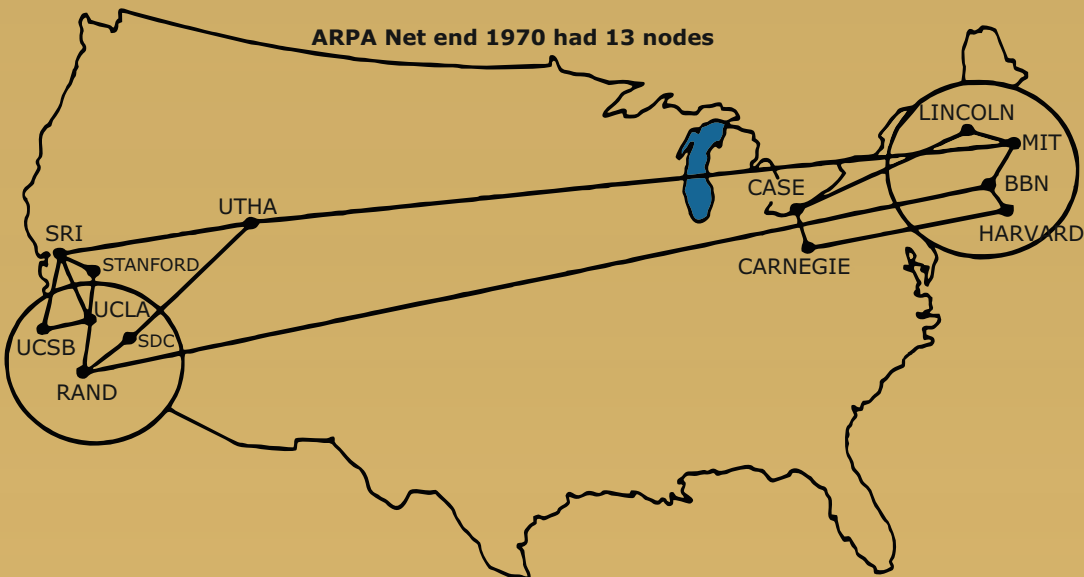 ARPA Net end 1970 had 13 nodes
LINCOLN
MIT
CASE
BBN
UTHA
HARVARD
SRI
CARNEGIE
STANFORD
UCLA
SDC
UCSB
RAND